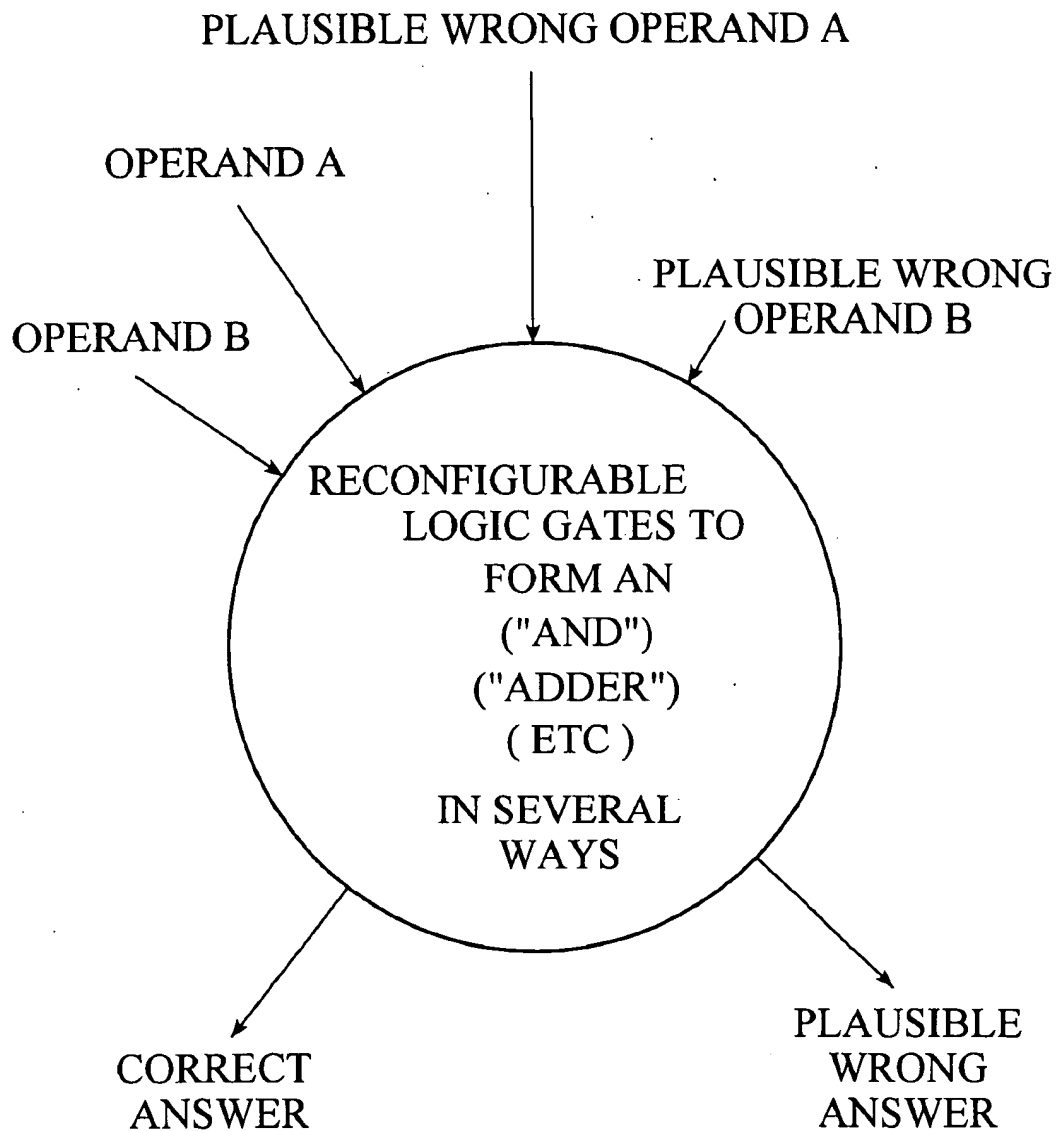 PLAUSIBLE WRONG OPERAND A
OPERAND A
PLAUSIBLE WRONG
OPERAND B
OPERAND B
RECONFIGURABLE
LOGIC GATES TO
FORM AN
("AND")
("ADDER")
( ETC )
IN SEVERAL
WAYS
CORRECT
ANSWER
PLAUSIBLE
WRONG
ANSWER